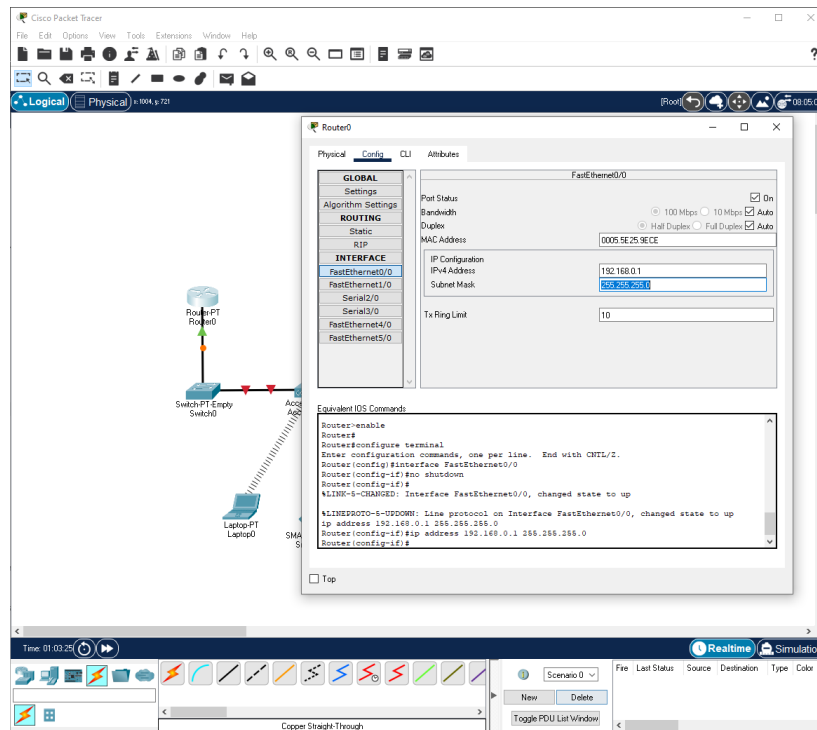 Cisco Packet Tracer
File Edit Options View Tools Extensions Window Help
?
Logical Physical x: 1004, y: 721 [Root] 08:05:0
Router0
Physical Config CLI Attributes
GLOBAL
Settings
Algorithm Settings
ROUTING
Static
RIP
INTERFACE
FastEthernet0/0
FastEthernet1/0
Serial2/0
Serial3/0
FastEthernet4/0
FastEthernet5/0
FastEthernet0/0
Port Status On
Bandwidth 100 Mbps 10 Mbps Auto
Duplex Half Duplex Full Duplex Auto
MAC Address 0005.5E25.9ECE
IP Configuration
IPv4 Address 192.168.0.1
Subnet Mask 255.255.255.0
Tx Ring Limit 10
Equivalent IOS Commands
Router>enable
Router#
Router#configure terminal
Enter configuration commands, one per line. End with CNTL/Z.
Router(config)#interface FastEthernet0/0
Router(config-if)#no shutdown
Router(config-if)#
%LINK-5-CHANGED: Interface FastEthernet0/0, changed state to up
%LINEPROTO-5-UPDOWN: Line protocol on Interface FastEthernet0/0, changed state to up
ip address 192.168.0.1 255.255.255.0
Router(config-if)#ip address 192.168.0.1 255.255.255.0
Router(config-if)#
Top
Router-PT
Router0
Switch-PT-Empty
Switch0
Acce
Acc
Laptop-PT
Laptop0
SMA
S
Time: 01:03:25 Realtime Simulatio
Scenario 0
New Delete
Toggle PDU List Window
Fire Last Status Source Destination Type Color
Copper Straight-Through